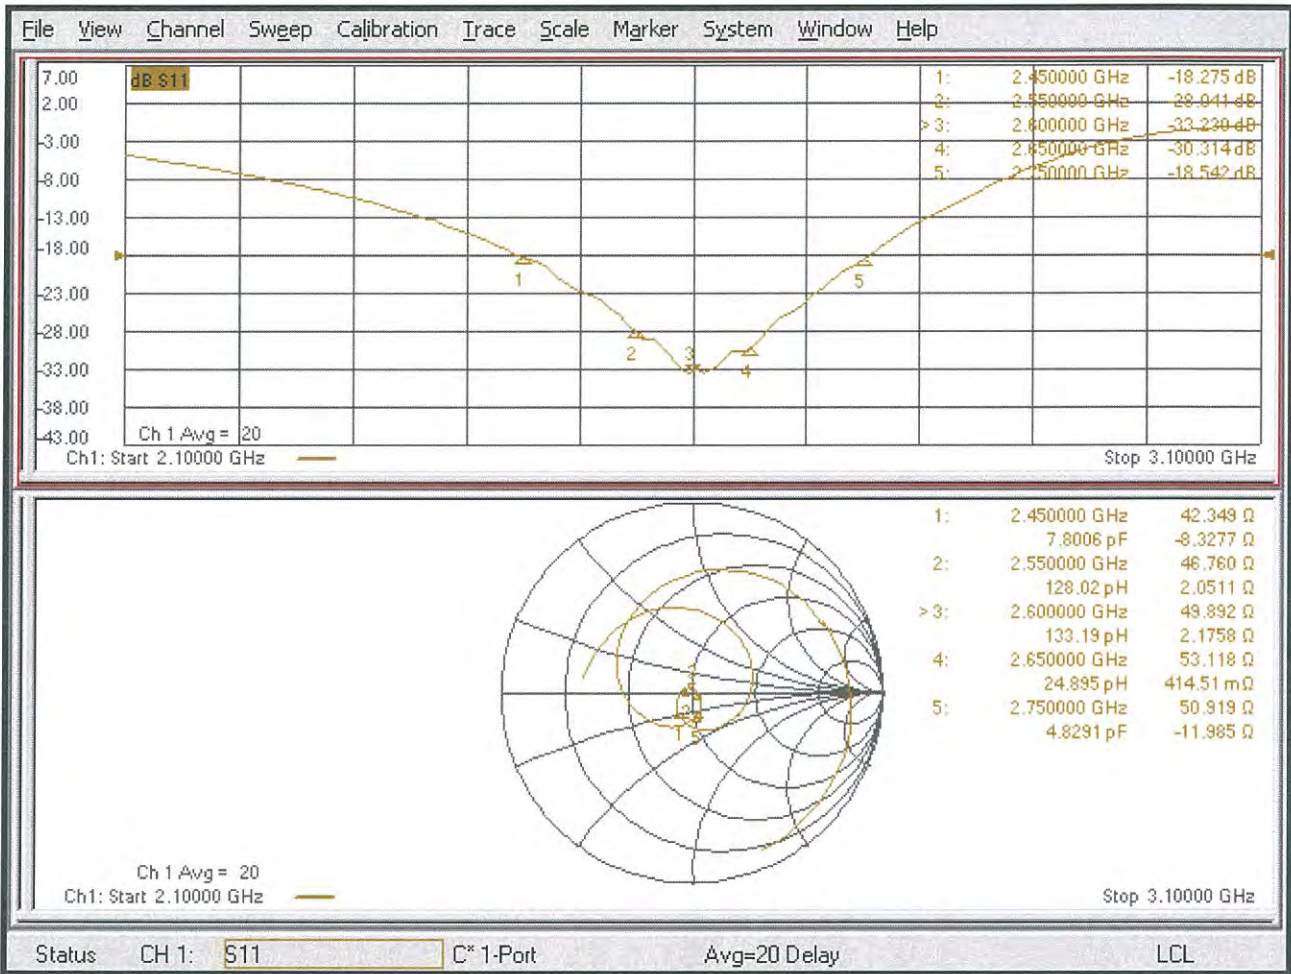 File View Channel Sweep Calibration Trace Scale Marker System Window Help
7.00
2.00
-3.00
-8.00
-13.00
-18.00
-23.00
-28.00
-33.00
-38.00
-43.00
dB S11
1: 2.450000 GHz -18.275 dB
2: 2.550000 GHz -28.041 dB
> 3: 2.600000 GHz -33.230 dB
4: 2.650000 GHz -30.314 dB
5: 2.750000 GHz -18.542 dB
1
2
3
4
5
Ch 1 Avg = 20
Ch1: Start 2.10000 GHz
Stop 3.10000 GHz
1: 2.450000 GHz 42.349 Ω
7.8006 pF -8.3277 Ω
2: 2.550000 GHz 46.760 Ω
128.02 pH 2.0511 Ω
> 3: 2.600000 GHz 49.892 Ω
133.19 pH 2.1758 Ω
4: 2.650000 GHz 53.118 Ω
24.895 pH 414.51 mΩ
5: 2.750000 GHz 50.919 Ω
4.8291 pF -11.985 Ω
1
5
Ch 1 Avg = 20
Ch1: Start 2.10000 GHz
Stop 3.10000 GHz
Status CH 1: S11 C* 1-Port Avg=20 Delay LCL